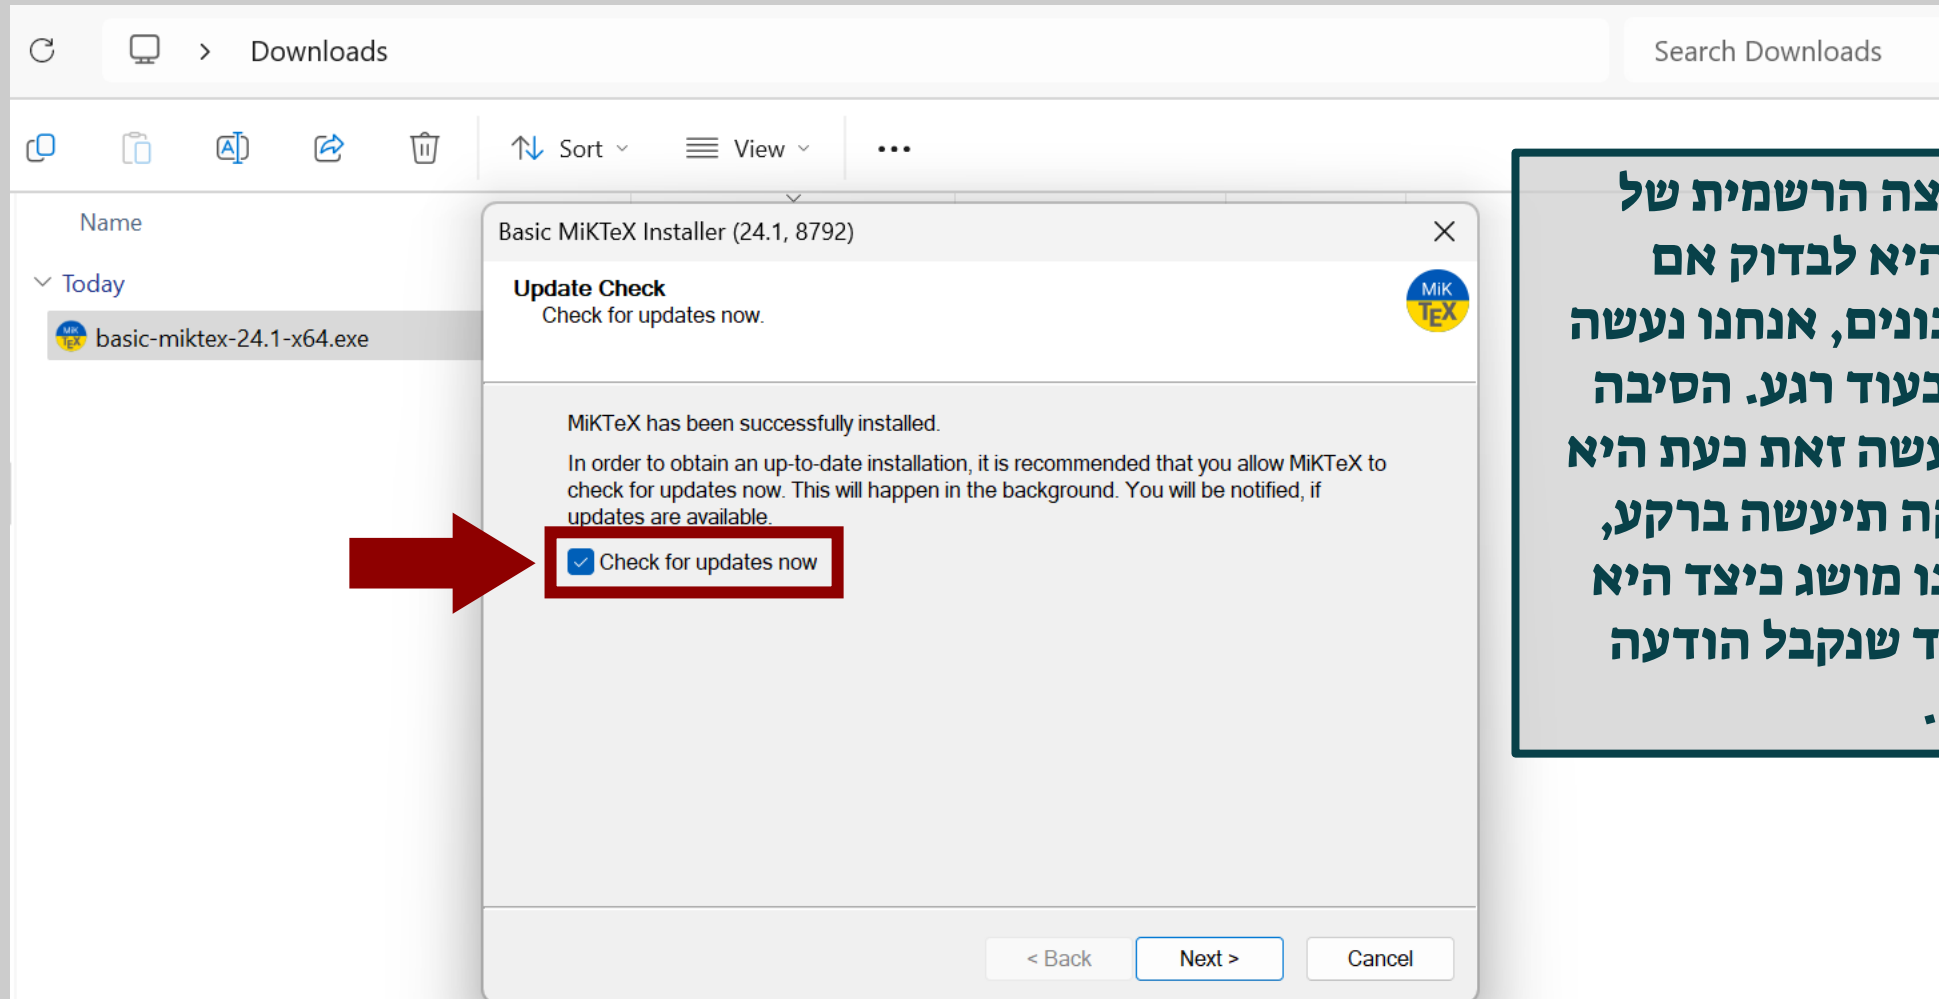 Downloads
Search Downloads
Sort
View
Name
Today
basic-miktex-24.1-x64.exe
Basic MiKTeX Installer (24.1, 8792)
Update Check
Check for updates now.
MiK
TEX
MiKTeX has been successfully installed.
In order to obtain an up-to-date installation, it is recommended that you allow MiKTeX to
check for updates now. This will happen in the background. You will be notified, if
updates are available.
Check for updates now
< Back
Next >
Cancel
הרשמית של
היא לבדוק אם
אנחנו נעשה
בעוד רגע. הסיבה
זאת כעת היא
תיעשה ברקע,
מושג כיצד היא
שנקבל הודעה